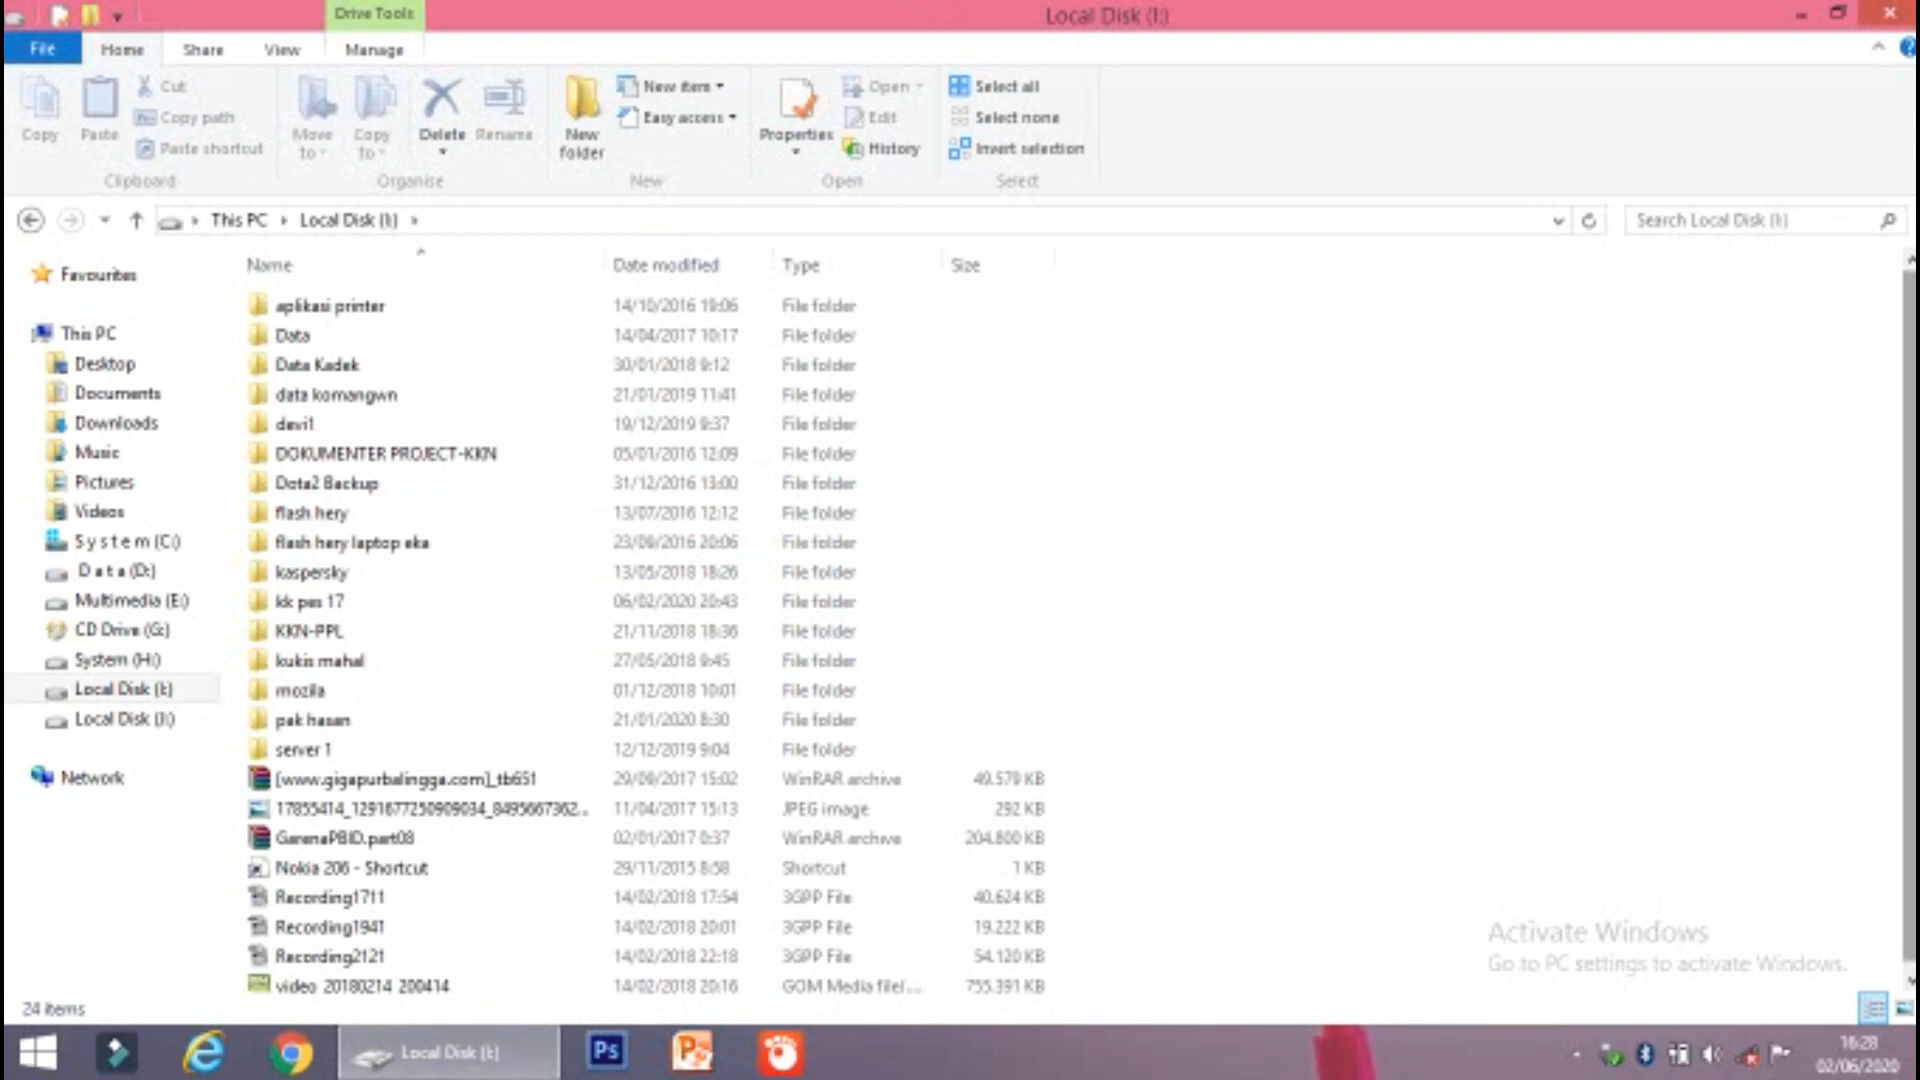 Drive Tools
Local Disk (I:)
File Home Share View Manage
Cut
Copy path
Paste shortcut
Copy Paste
Clipboard
Move to
Copy to
Delete Rename
Organise
New folder
New item
Easy access
New
Properties
Open
Edit
History
Open
Select all
Select none
Invert selection
Select
This PC Local Disk (I:)
Search Local Disk (I:)
Favourites
This PC
Desktop
Documents
Downloads
Music
Pictures
Videos
S y s t e m (C:)
D a t a (D:)
Multimedia (E:)
CD Drive (G:)
System (H:)
Local Disk (I:)
Local Disk (J:)
Network
Name Date modified Type Size
aplikasi printer 14/10/2016 19:06 File folder
Data 14/04/2017 10:17 File folder
Data Kadek 30/01/2018 9:12 File folder
data komangwn 21/01/2019 11:41 File folder
devi1 19/12/2019 9:37 File folder
DOKUMENTER PROJECT-KKN 05/01/2016 12:09 File folder
Dota2 Backup 31/12/2016 13:00 File folder
flash hery 13/07/2016 12:12 File folder
flash hery laptop eka 20:06 File folder
kaspersky 13/05/2018 18:26 File folder
kk pes 17 06/02/2020 20:43 File folder
KKN-PPL 21/11/2018 18:36 File folder
kukis mahal 27/05/2018 9:45 File folder
mozila 01/12/2018 10:01 File folder
pak hasan 21/01/2020 8:30 File folder
server 1 12/12/2019 9:04 File folder
[www.gigapurbalingga.com]_tb651 15:02 WinRAR archive 49.579 KB
17855414_1291677250909034_8495667362... 11/04/2017 15:13 JPEG image 292 KB
GarenaPBID.part08 02/01/2017 0:37 WinRAR archive 204.800 KB
Nokia 206 - Shortcut 29/11/2015 8:58 Shortcut 1 KB
Recording1711 14/02/2018 17:54 3GPP File 40.624 KB
Recording1941 14/02/2018 20:01 3GPP File 19.222 KB
Recording2121 14/02/2018 22:18 3GPP File 54.120 KB
video 20180214 200414 14/02/2018 20:16 GOM Media file(... 755.391 KB
Activate Windows
Go to PC settings to activate Windows.
24 items
Local Disk (I:)
Ps
P
16:28
02/06/2020